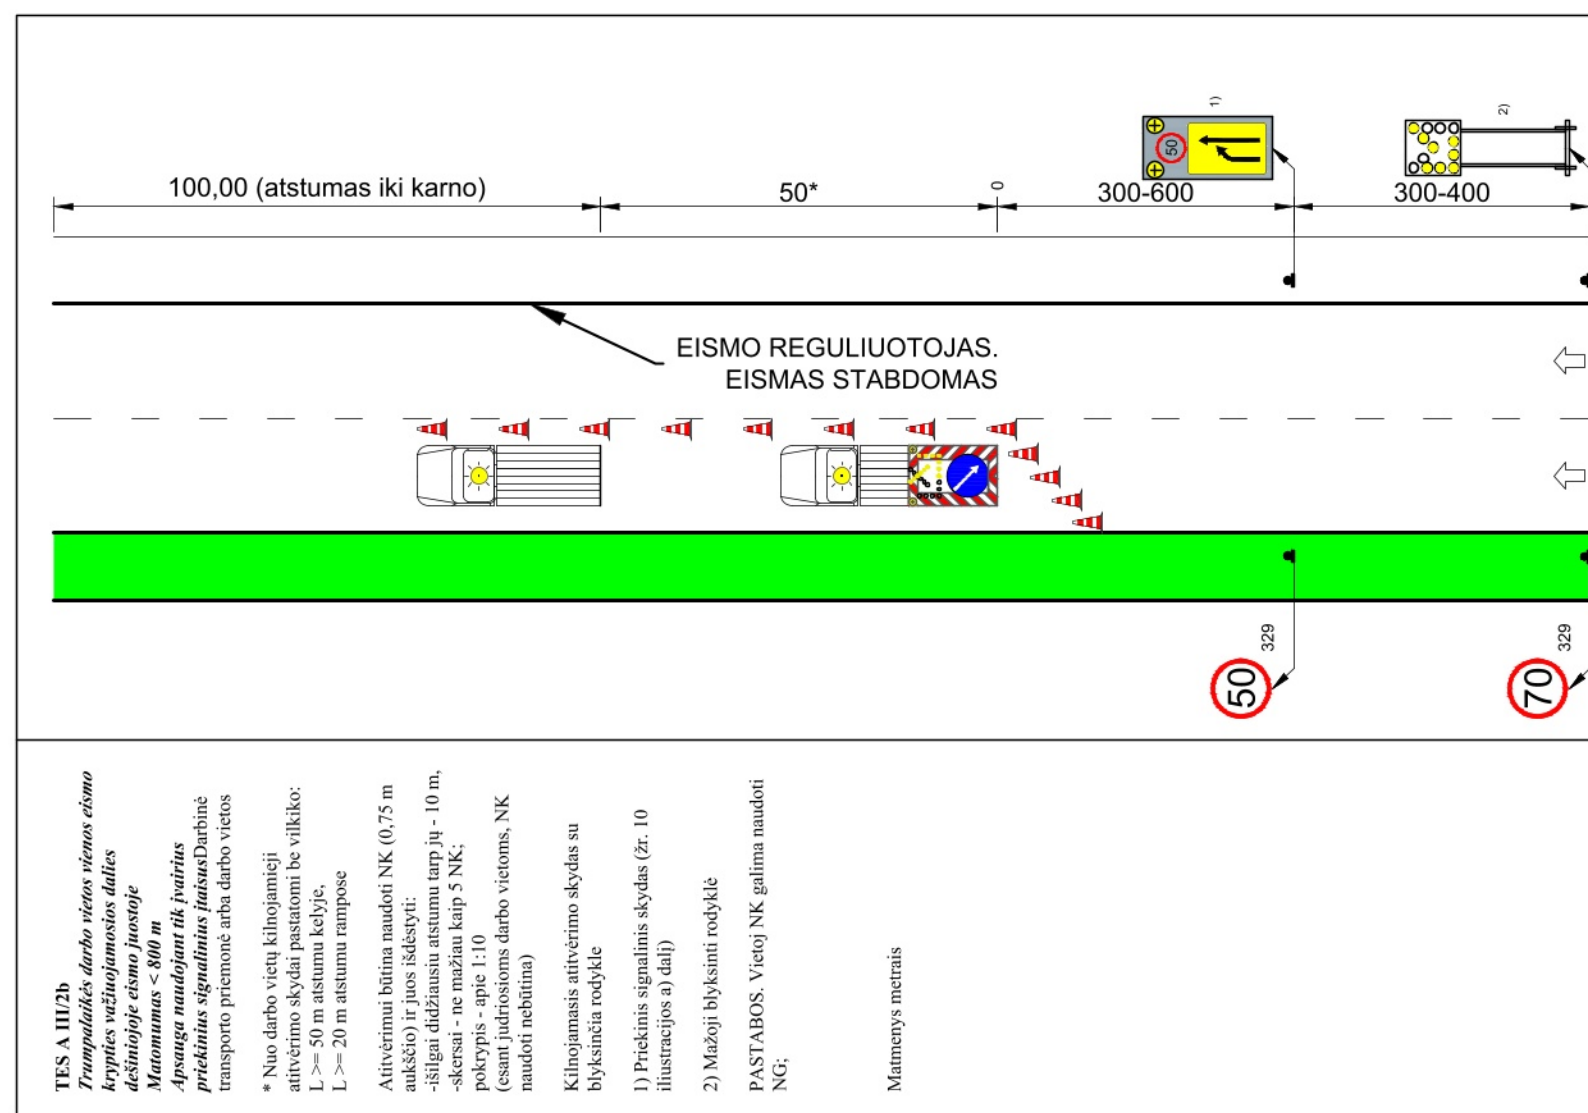 1)
2)
50
100,00 (atstumas iki karno)
50*
0
300-600
300-400
EISMO REGULIUOTOJAS.
EISMAS STABDOMAS
329
329
50
70
TES A III/2b
Trumpalaikės darbo vietos vienos eismo
krypties važiuojamosios dalies
dešiniojoje eismo juostoje
Matomumas < 800 m
Apsauga naudojant tik įvairius
priekinius signalinius įtaisusDarbinė
transporto priemonė arba darbo vietos
* Nuo darbo vietų kilnojamieji
atitvėrimo skydai pastatomi be vilkiko:
L >= 50 m atstumu kelyje,
L >= 20 m atstumu rampose
Atitvėrimui būtina naudoti NK (0,75 m
aukščio) ir juos išdėstyti:
-išilgai didžiausiu atstumu tarp jų - 10 m,
-skersai - ne mažiau kaip 5 NK;
pokrypis - apie 1:10
(esant judriosioms darbo vietoms, NK
naudoti nebūtina)
Kilnojamasis atitvėrimo skydas su
blyksinčia rodykle
1) Priekinis signalinis skydas (žr. 10
iliustracijos a) dalį)
2) Mažoji blyksinti rodyklė
PASTABOS. Vietoj NK galima naudoti
NG;
Matmenys metrais